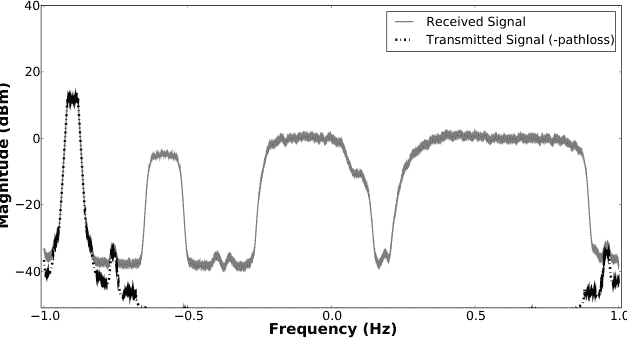 40
Received Signal
Transmitted Signal (-pathloss)
20
0
−20
−40
Magnitude (dBm)
−1.0 −0.5 0.0 0.5 1.0
Frequency (Hz)